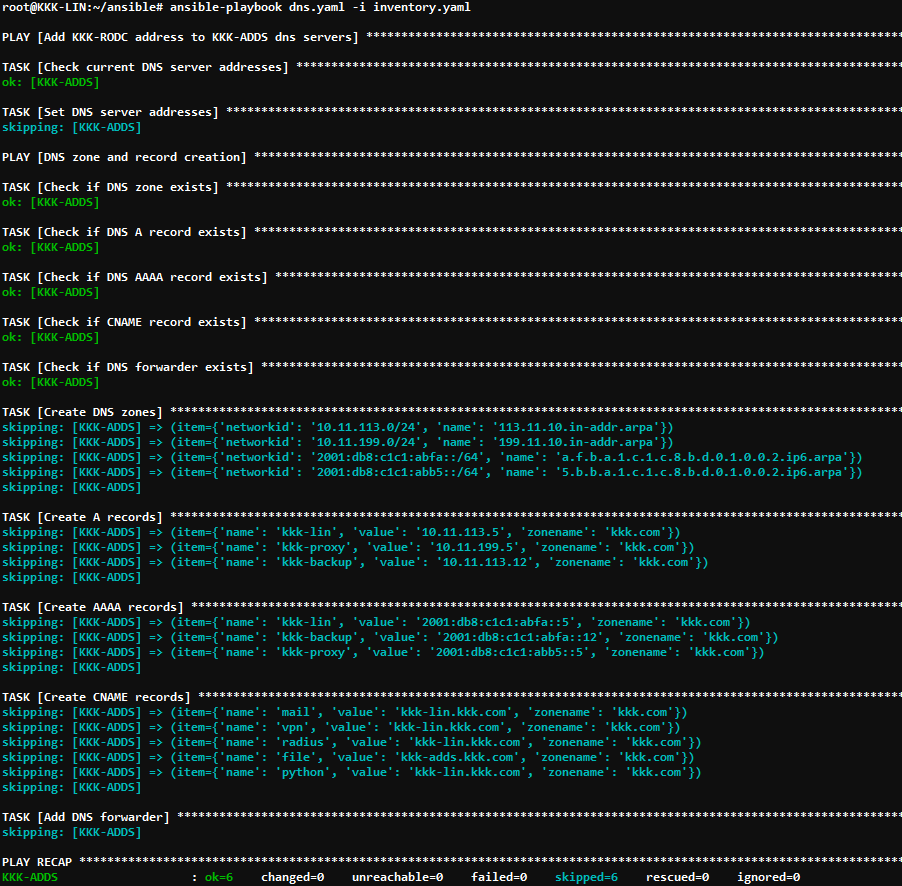 root@KKK-LIN:~/ansible# ansible-playbook dns.yaml -i inventory.yaml
PLAY [Add KKK-RODC address to KKK-ADDS dns servers] ****************************************************************************
TASK [Check current DNS server addresses] **************************************************************************************
ok: [KKK-ADDS]
TASK [Set DNS server addresses] ************************************************************************************************
skipping: [KKK-ADDS]
PLAY [DNS zone and record creation] ********************************************************************************************
TASK [Check if DNS zone exists] ************************************************************************************************
ok: [KKK-ADDS]
TASK [Check if DNS A record exists] ********************************************************************************************
ok: [KKK-ADDS]
TASK [Check if DNS AAAA record exists] *****************************************************************************************
ok: [KKK-ADDS]
TASK [Check if CNAME record exists] ********************************************************************************************
ok: [KKK-ADDS]
TASK [Check if DNS forwarder exists] *******************************************************************************************
ok: [KKK-ADDS]
TASK [Create DNS zones] ********************************************************************************************************
skipping: [KKK-ADDS] => (item={'networkid': '10.11.113.0/24', 'name': '113.11.10.in-addr.arpa'})
skipping: [KKK-ADDS] => (item={'networkid': '10.11.199.0/24', 'name': '199.11.10.in-addr.arpa'})
skipping: [KKK-ADDS] => (item={'networkid': '2001:db8:c1c1:abfa::/64', 'name': 'a.f.b.a.1.c.1.c.8.b.d.0.1.0.0.2.ip6.arpa'})
skipping: [KKK-ADDS] => (item={'networkid': '2001:db8:c1c1:abb5::/64', 'name': '5.b.b.a.1.c.1.c.8.b.d.0.1.0.0.2.ip6.arpa'})
skipping: [KKK-ADDS]
TASK [Create A records] ********************************************************************************************************
skipping: [KKK-ADDS] => (item={'name': 'kkk-lin', 'value': '10.11.113.5', 'zonename': 'kkk.com'})
skipping: [KKK-ADDS] => (item={'name': 'kkk-proxy', 'value': '10.11.199.5', 'zonename': 'kkk.com'})
skipping: [KKK-ADDS] => (item={'name': 'kkk-backup', 'value': '10.11.113.12', 'zonename': 'kkk.com'})
skipping: [KKK-ADDS]
TASK [Create AAAA records] *****************************************************************************************************
skipping: [KKK-ADDS] => (item={'name': 'kkk-lin', 'value': '2001:db8:c1c1:abfa::5', 'zonename': 'kkk.com'})
skipping: [KKK-ADDS] => (item={'name': 'kkk-backup', 'value': '2001:db8:c1c1:abfa::12', 'zonename': 'kkk.com'})
skipping: [KKK-ADDS] => (item={'name': 'kkk-proxy', 'value': '2001:db8:c1c1:abb5::5', 'zonename': 'kkk.com'})
skipping: [KKK-ADDS]
TASK [Create CNAME records] ****************************************************************************************************
skipping: [KKK-ADDS] => (item={'name': 'mail', 'value': 'kkk-lin.kkk.com', 'zonename': 'kkk.com'})
skipping: [KKK-ADDS] => (item={'name': 'vpn', 'value': 'kkk-lin.kkk.com', 'zonename': 'kkk.com'})
skipping: [KKK-ADDS] => (item={'name': 'radius', 'value': 'kkk-lin.kkk.com', 'zonename': 'kkk.com'})
skipping: [KKK-ADDS] => (item={'name': 'file', 'value': 'kkk-adds.kkk.com', 'zonename': 'kkk.com'})
skipping: [KKK-ADDS] => (item={'name': 'python', 'value': 'kkk-lin.kkk.com', 'zonename': 'kkk.com'})
skipping: [KKK-ADDS]
TASK [Add DNS forwarder] *******************************************************************************************************
skipping: [KKK-ADDS]
PLAY RECAP *********************************************************************************************************************
KKK-ADDS                   : ok=6    changed=0    unreachable=0    failed=0    skipped=6    rescued=0    ignored=0